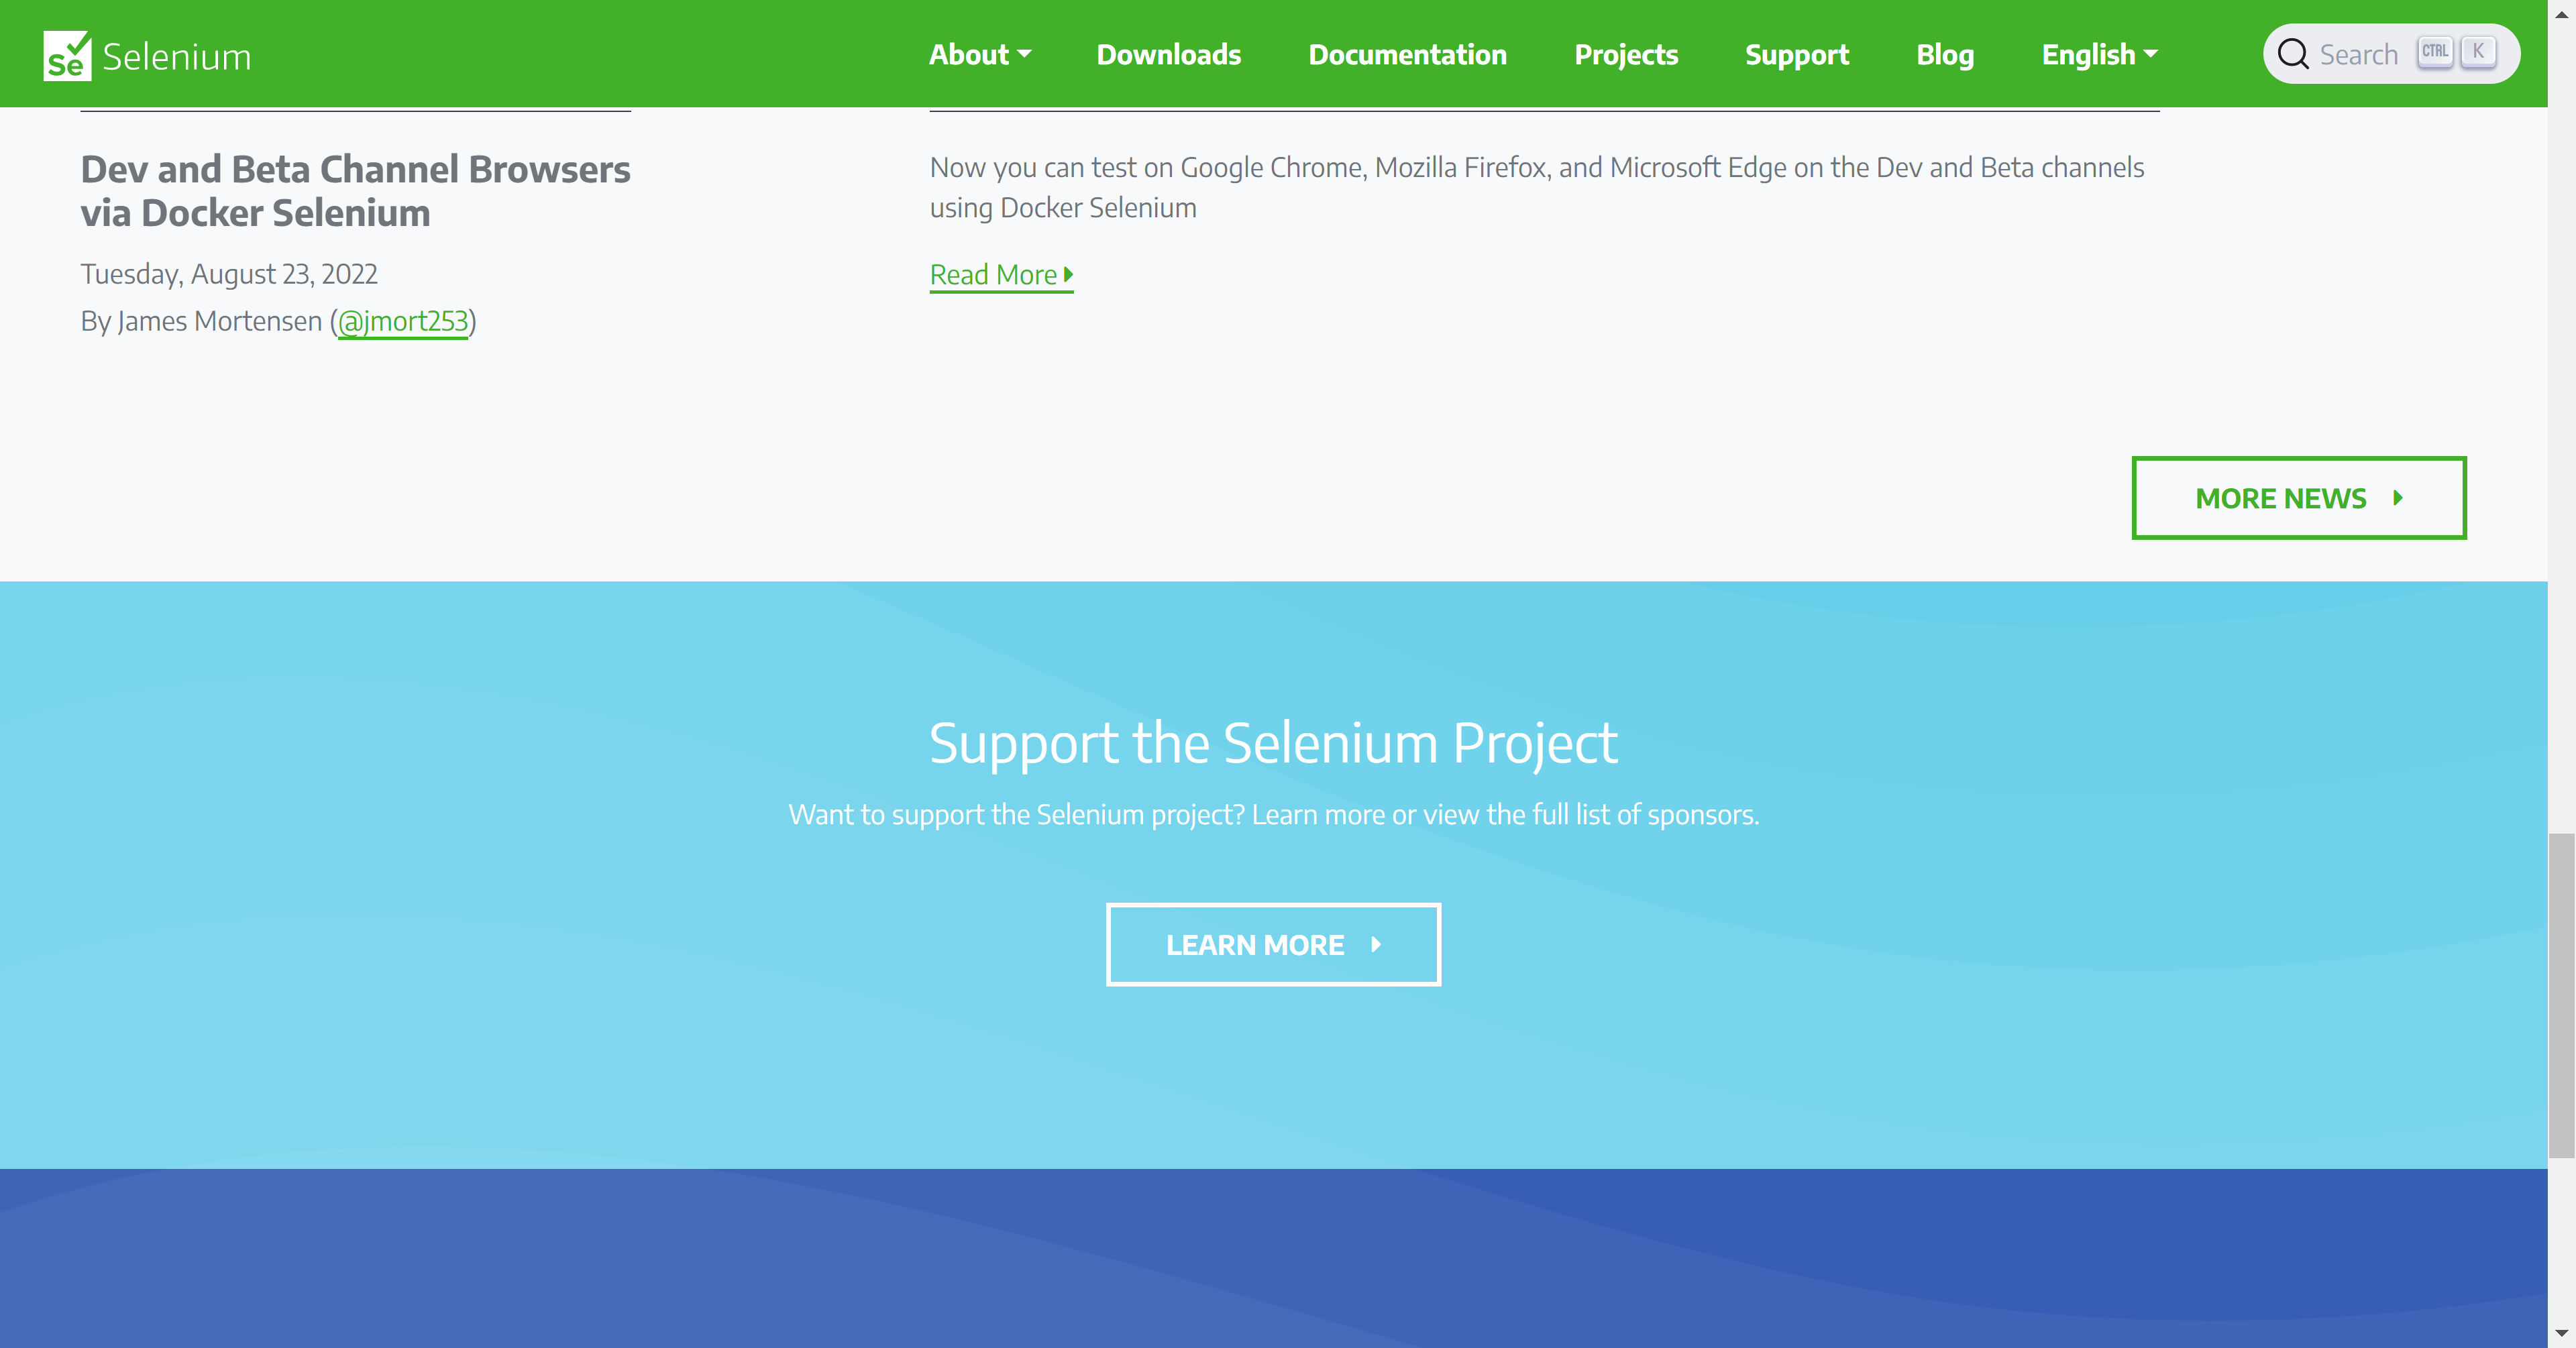 Se Selenium
About Downloads Documentation Projects Support Blog English
Search CTRL K
Dev and Beta Channel Browsers
via Docker Selenium
Tuesday, August 23, 2022
By James Mortensen (@jmort253)
Now you can test on Google Chrome, Mozilla Firefox, and Microsoft Edge on the Dev and Beta channels
using Docker Selenium
Read More
MORE NEWS
Support the Selenium Project
Want to support the Selenium project? Learn more or view the full list of sponsors.
LEARN MORE